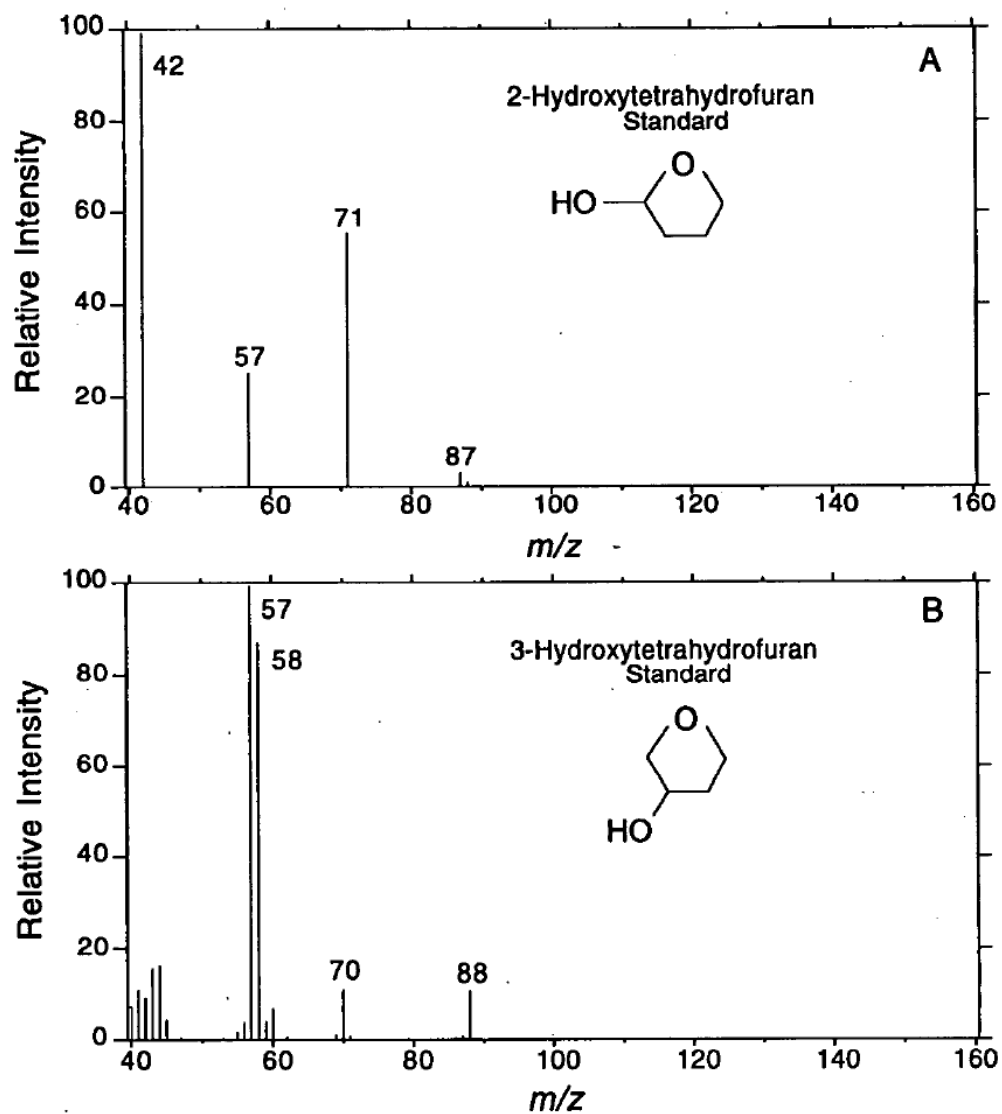 A
2-Hydroxytetrahydrofuran
Standard
O
HO
Relative Intensity
100
80
60
40
20
0
42
57
71
87
40
60
80
100
120
140
160
m/z
B
3-Hydroxytetrahydrofuran
Standard
O
HO
Relative Intensity
100
80
60
40
20
0
57
58
70
88
40
60
80
100
120
140
160
m/z